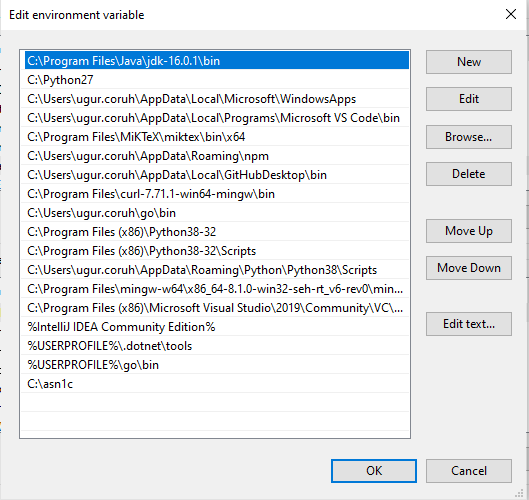 Edit environment variable
C:\Program Files\Java\jdk-16.0.1\bin
New
C:\Python27
C:\Users\ugur.coruh\AppData\Local\Microsoft\WindowsApps
Edit
C:\Users\ugur.coruh\AppData\Local\Programs\Microsoft VS Code\bin
C:\Program Files\MiKTeX\miktex\bin\x64
Browse...
C:\Users\ugur.coruh\AppData\Roaming\npm
C:\Users\ugur.coruh\AppData\Local\GitHubDesktop\bin
Delete
C:\Program Files\curl-7.71.1-win64-mingw\bin
C:\Users\ugur.coruh\go\bin
C:\Program Files (x86)\Python38-32
Move Up
C:\Program Files (x86)\Python38-32\Scripts
C:\Users\ugur.coruh\AppData\Roaming\Python\Python38\Scripts
Move Down
C:\Program Files\mingw-w64\x86_64-8.1.0-win32-seh-rt_v6-rev0\min...
C:\Program Files (x86)\Microsoft Visual Studio\2019\Community\VC\...
Edit text...
%IntelliJ IDEA Community Edition%
%USERPROFILE%\.dotnet\tools
%USERPROFILE%\go\bin
C:\asn1c
OK
Cancel